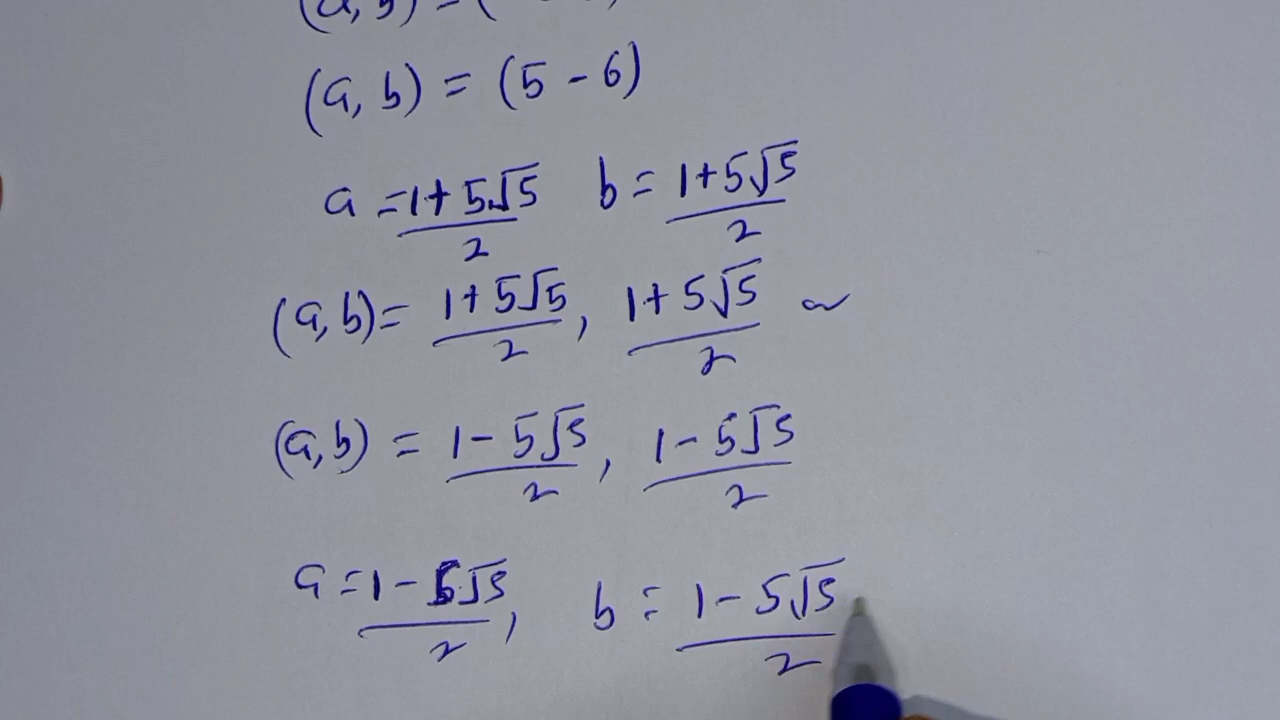 (a, b) = (
(a, b) = (5 - 6)
a = 1+5√5/2 b = 1+5√5/2
(a,b) = 1+5√5/2, 1+5√5/2 ~
(a,b) = 1-5√5/2, 1-5√5/2
a = 1-5√5/2, b = 1-5√5/2